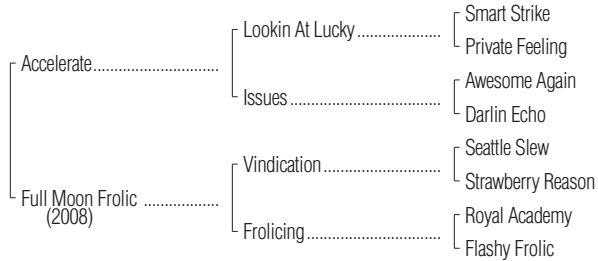 Smart Strike
Lookin At Lucky
Private Feeling
Accelerate
Awesome Again
Issues
Darlin Echo
Seattle Slew
Vindication
Strawberry Reason
Full Moon Frolic
(2008)
Royal Academy
Frolicing
Flashy Frolic